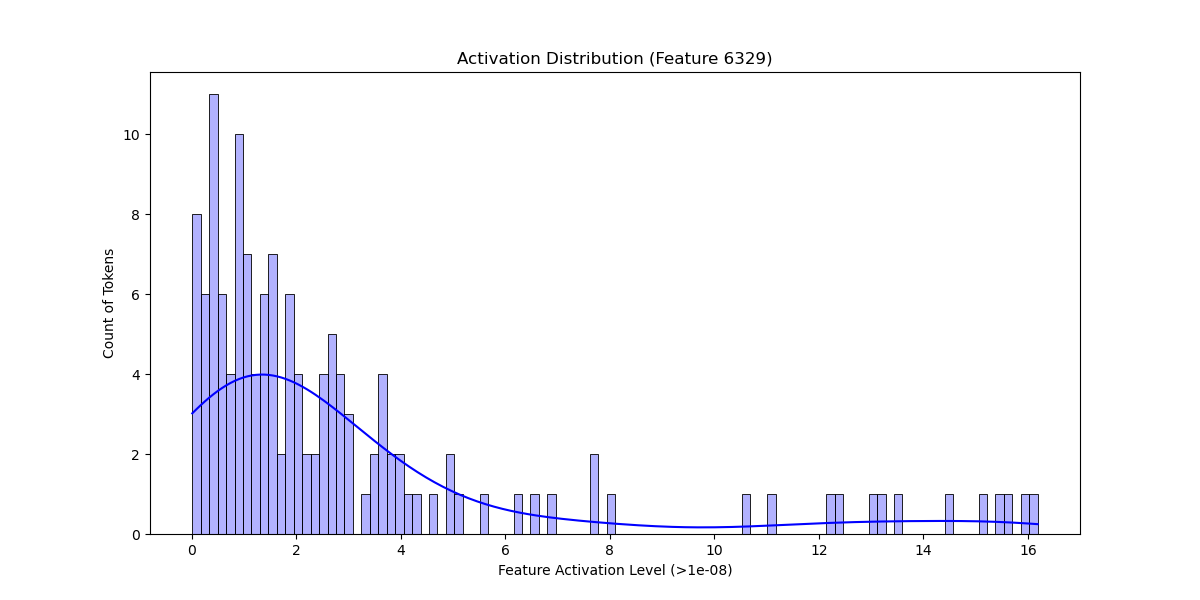 Activation Distribution (Feature 6329)
Count of Tokens
10
8
6
4
2
0
0 2 4 6 8 10 12 14 16
Feature Activation Level (>1e-08)